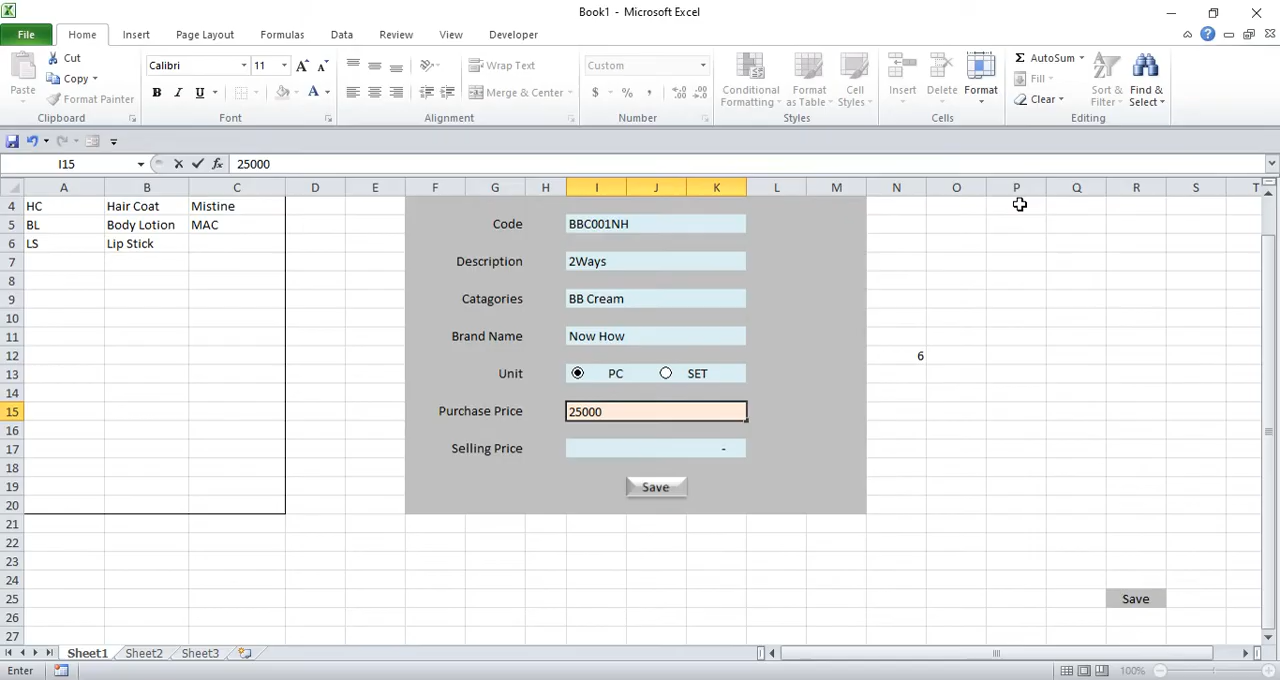 Book1 - Microsoft Excel
File Home Insert Page Layout Formulas Data Review View Developer
Paste
Cut
Copy
Format Painter
Clipboard
Calibri 11
B I U
Font
Wrap Text
Merge & Center
Alignment
Custom
$ % ,
Number
Conditional Formatting
Format as Table
Cell Styles
Styles
Insert
Delete
Format
Cells
AutoSum
Fill
Clear
Sort & Filter
Find & Select
Editing
I15 fx 25000
A B C D E F G H I J K L M N O P Q R S T
4 HC Hair Coat Mistine Code BBC001NH
5 BL Body Lotion MAC
6 LS Lip Stick
7 Description 2Ways
8
9 Catagories BB Cream
10
11 Brand Name Now How
12 6
13 Unit PC SET
14
15 Purchase Price 25000
16
17 Selling Price -
18
19 Save
20
21
22
23
24
25 Save
26
27
Sheet1 Sheet2 Sheet3
Enter 100%